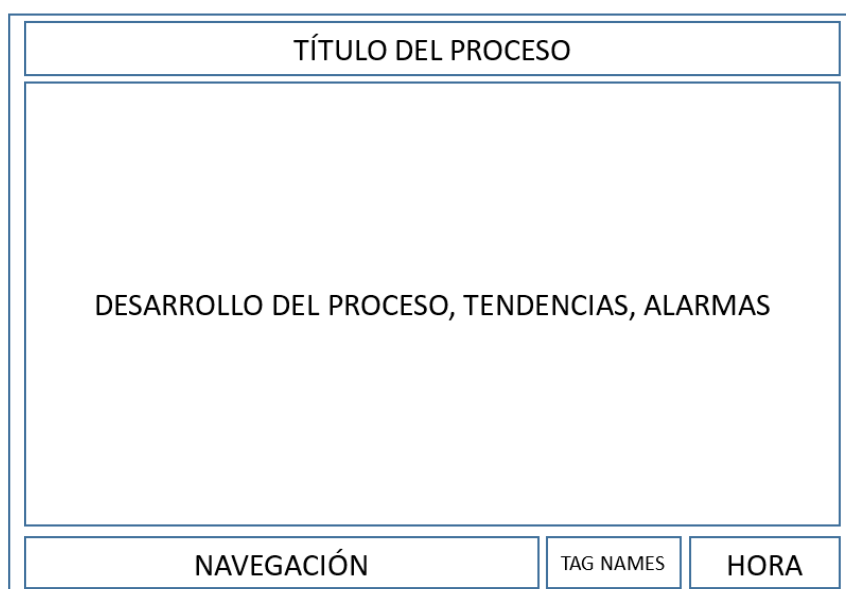 TÍTULO DEL PROCESO
DESARROLLO DEL PROCESO, TENDENCIAS, ALARMAS
NAVEGACIÓN
TAG NAMES
HORA